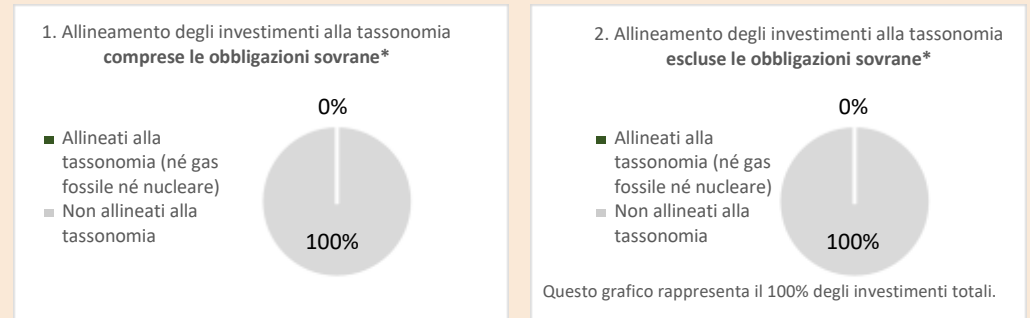 1. Allineamento degli investimenti alla tassonomia
comprese le obbligazioni sovrane*
0%
Allineati alla
tassonomia (né gas
fossile né nucleare)
Non allineati alla
tassonomia
100%
2. Allineamento degli investimenti alla tassonomia
escluse le obbligazioni sovrane*
0%
Allineati alla
tassonomia (né gas
fossile né nucleare)
Non allineati alla
tassonomia
100%
Questo grafico rappresenta il 100% degli investimenti totali.